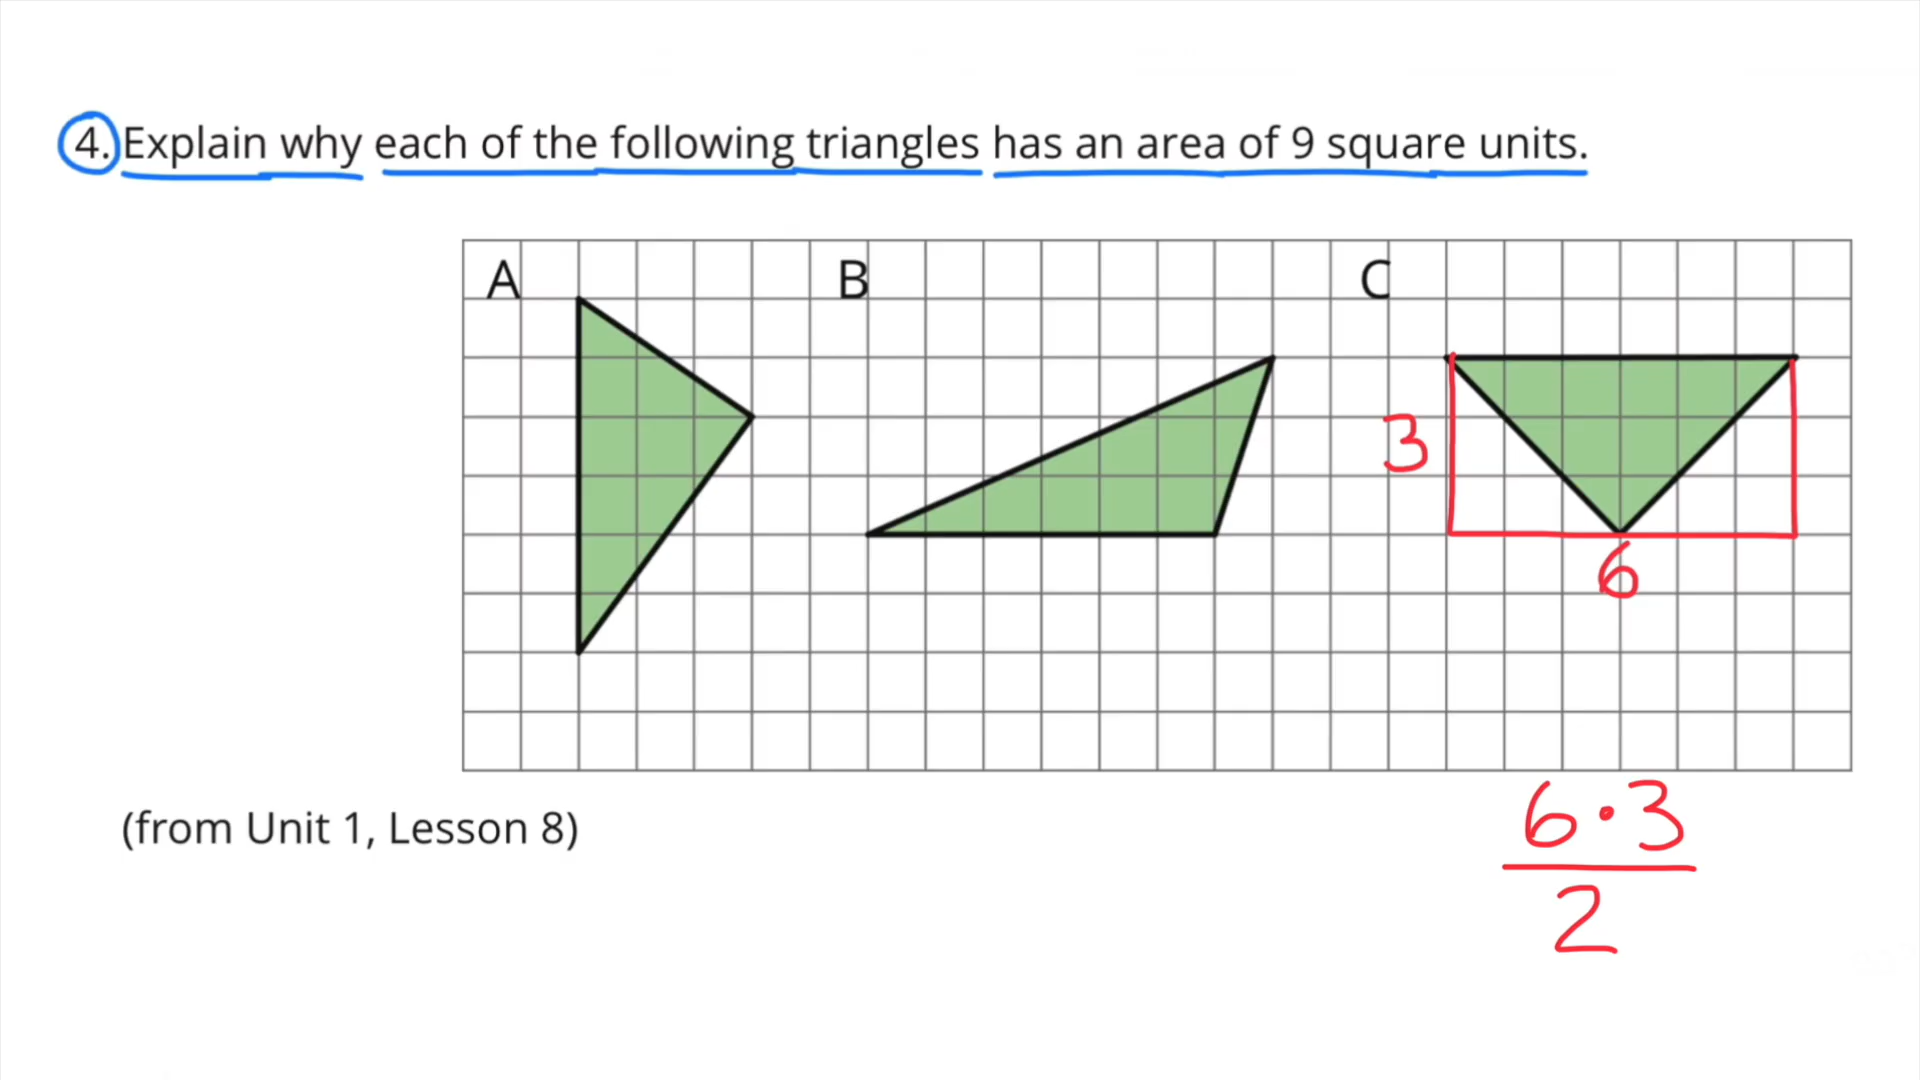 4. Explain why each of the following triangles has an area of 9 square units.
A B C
3
6
(from Unit 1, Lesson 8)
6·3
2